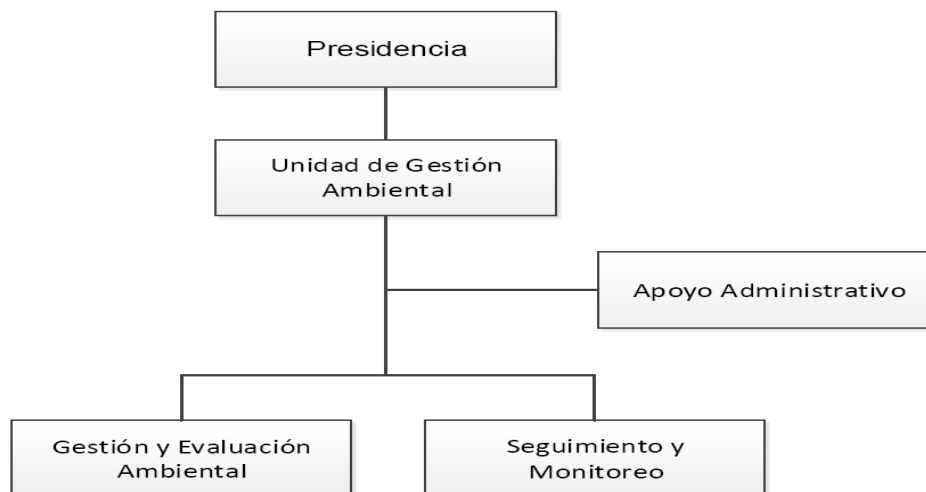 Presidencia
Unidad de Gestión
Ambiental
Apoyo Administrativo
Gestión y Evaluación
Ambiental
Seguimiento y
Monitoreo